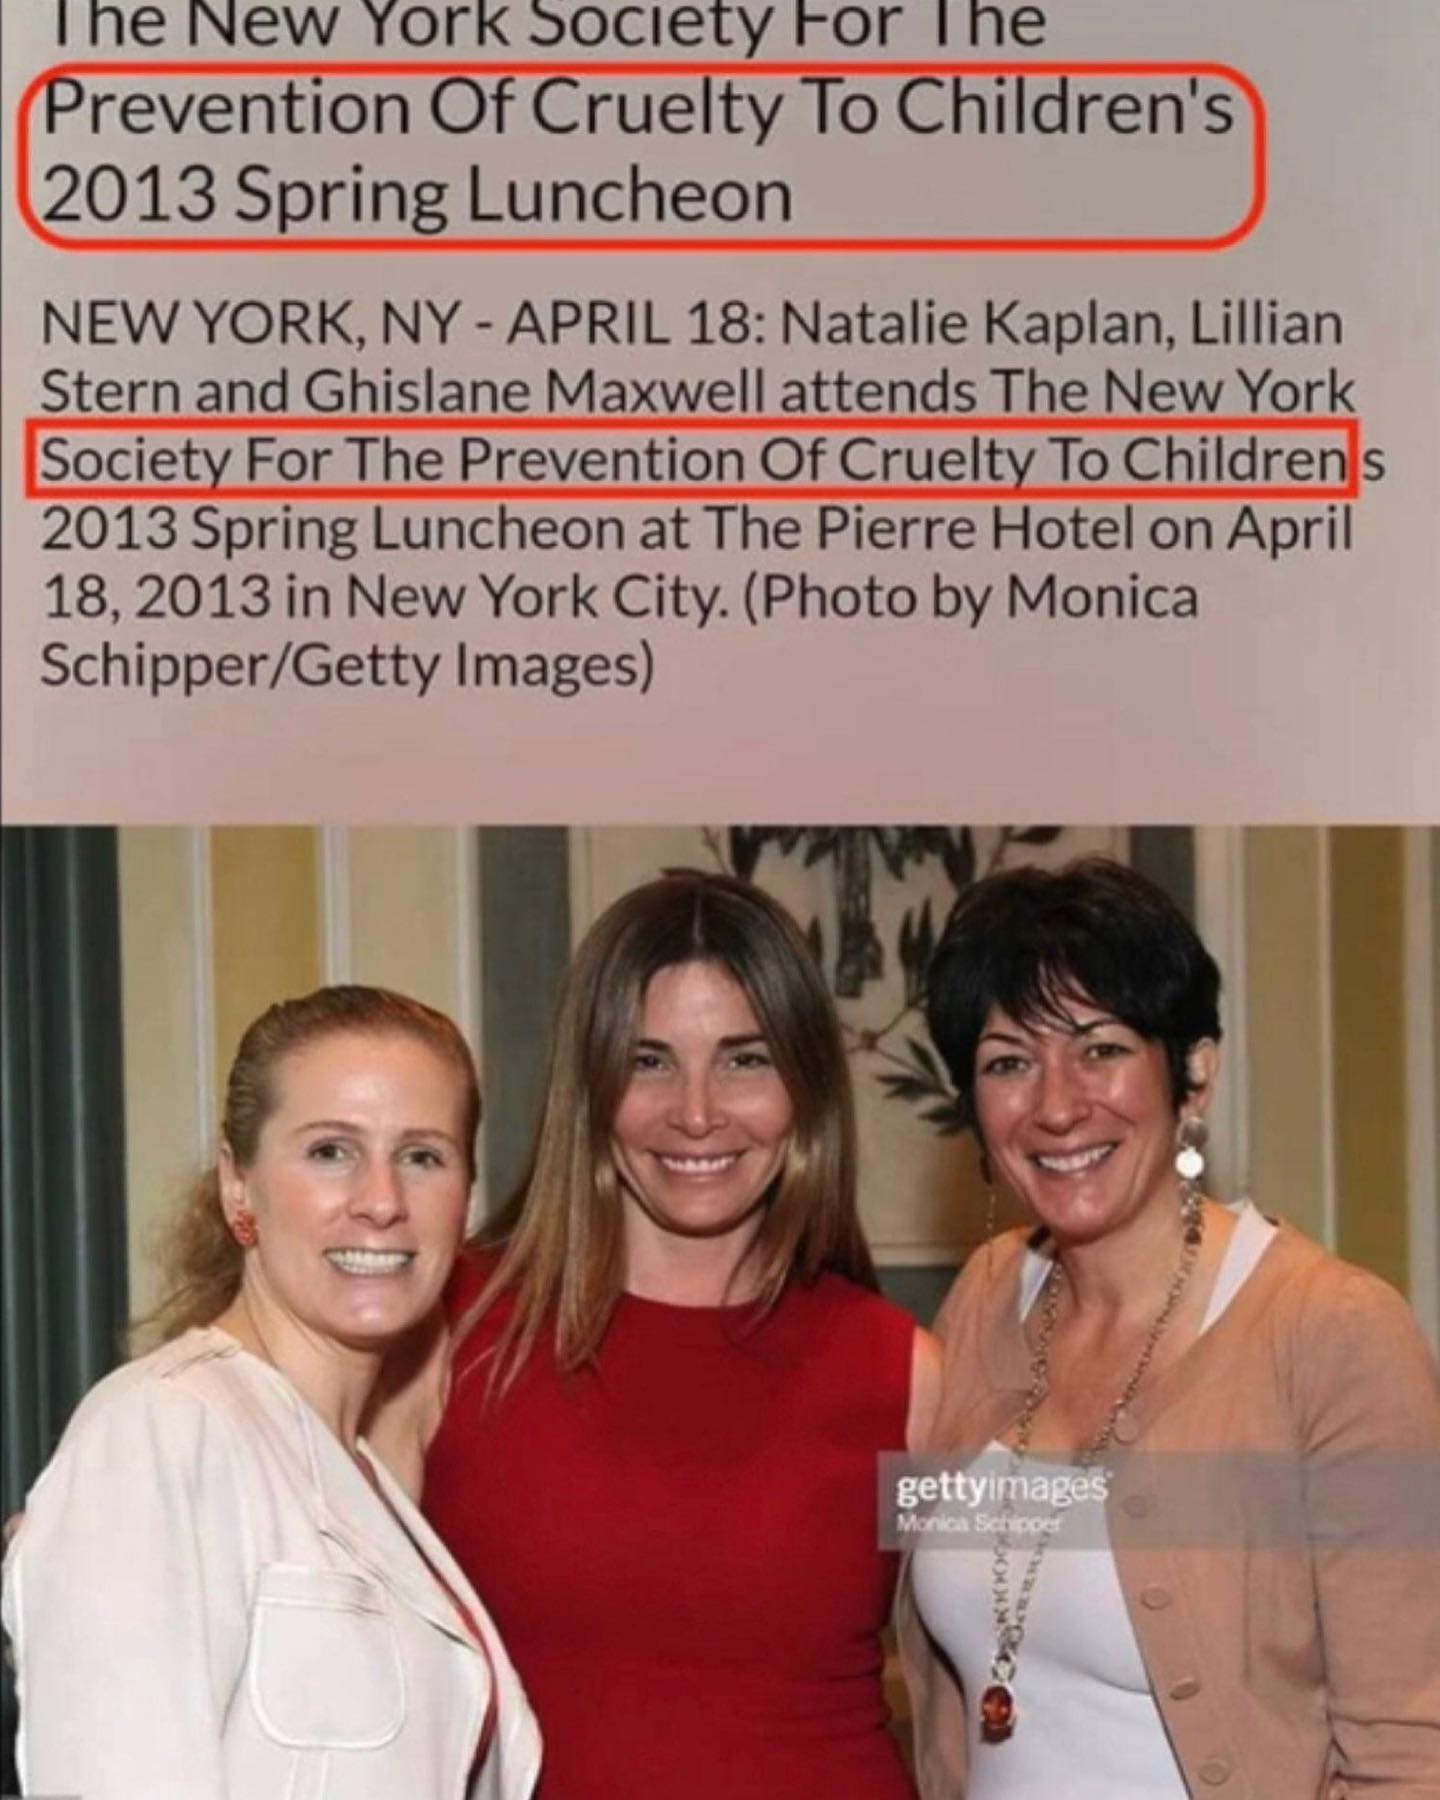 The New York Society For The
Prevention Of Cruelty To Children's
2013 Spring Luncheon
NEW YORK, NY - APRIL 18: Natalie Kaplan, Lillian
Stern and Ghislane Maxwell attends The New York
Society For The Prevention Of Cruelty To Children's
2013 Spring Luncheon at The Pierre Hotel on April
18, 2013 in New York City. (Photo by Monica
Schipper/Getty Images)
gettyimages
Monica Schipper